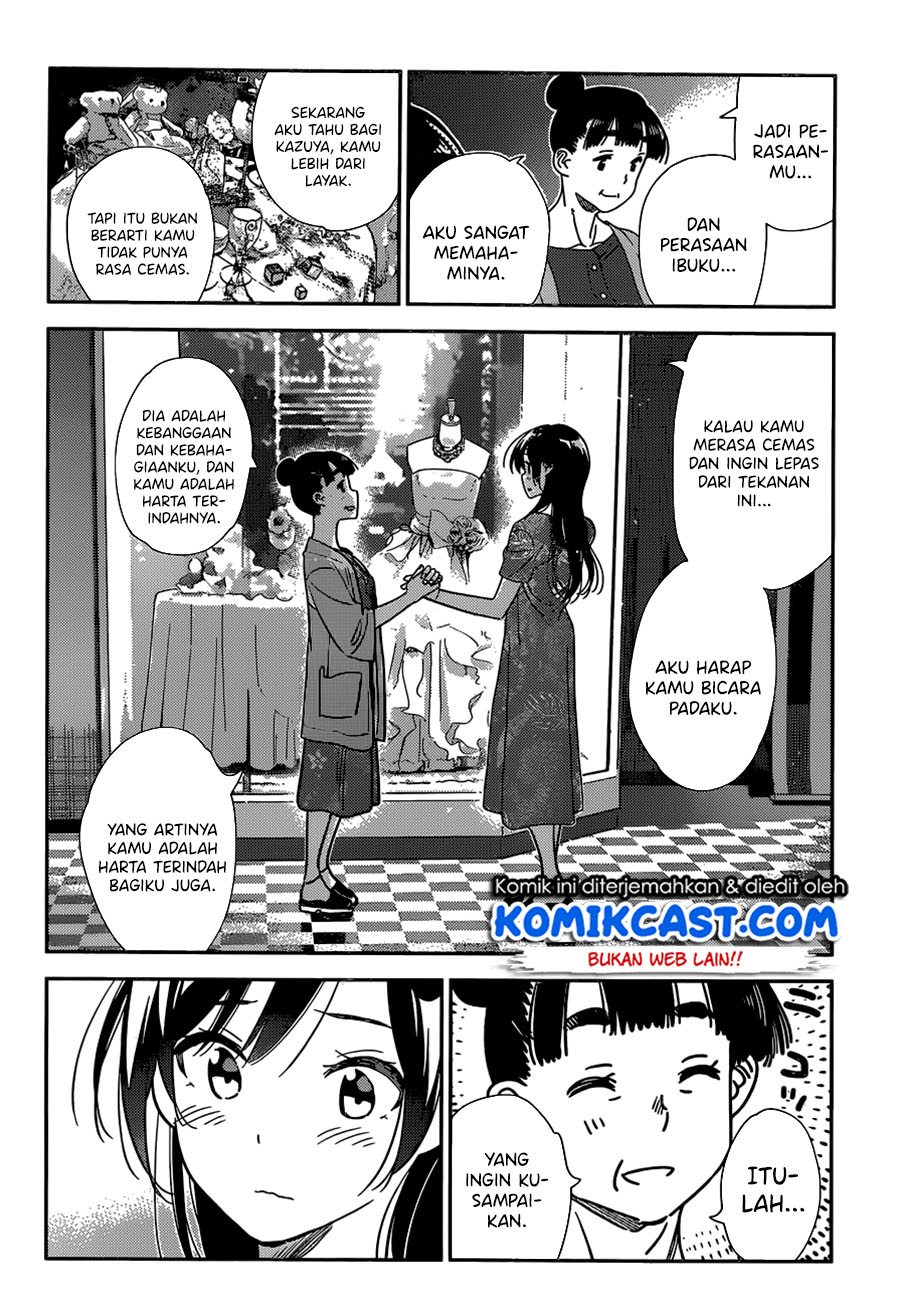 JADI PE-
RASAAN-
MU...
DAN
PERASAAN
IBUKU...
AKU SANGAT
MEMAHA-
MINYA.
SEKARANG
AKU TAHU BAGI
KAZUYA, KAMU
LEBIH DARI
LAYAK.
TAPI ITU BUKAN
BERARTI KAMU
TIDAK PUNYA
RASA CEMAS.
KALAU KAMU
MERASA CEMAS
DAN INGIN LEPAS
DARI TEKANAN
INI...
AKU HARAP
KAMU BICARA
PADAKU.
DIA ADALAH
KEBANGGAAN
DAN KEBAHA-
GIAANKU, DAN
KAMU ADALAH
HARTA TER-
INDAHNYA.
YANG ARTINYA
KAMU ADALAH
HARTA TERINDAH
BAGIKU JUGA.
Komik ini diterjemahkan & diedit oleh
KOMIKCAST.COM
BUKAN WEB LAIN!!
ITU-
LAH...
YANG
INGIN KU-
SAMPAI-
KAN.